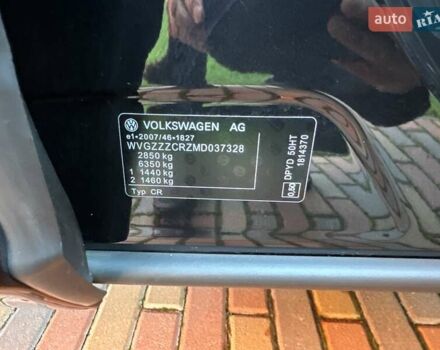 auto RIA
VOLKSWAGEN AG
e1*2007/46*1827
WVGZZZCRZMD037328
2850 kg
6350 kg
1 1440 kg
2 1460 kg
Typ CR
0,50
DPYD 50HT
1814370